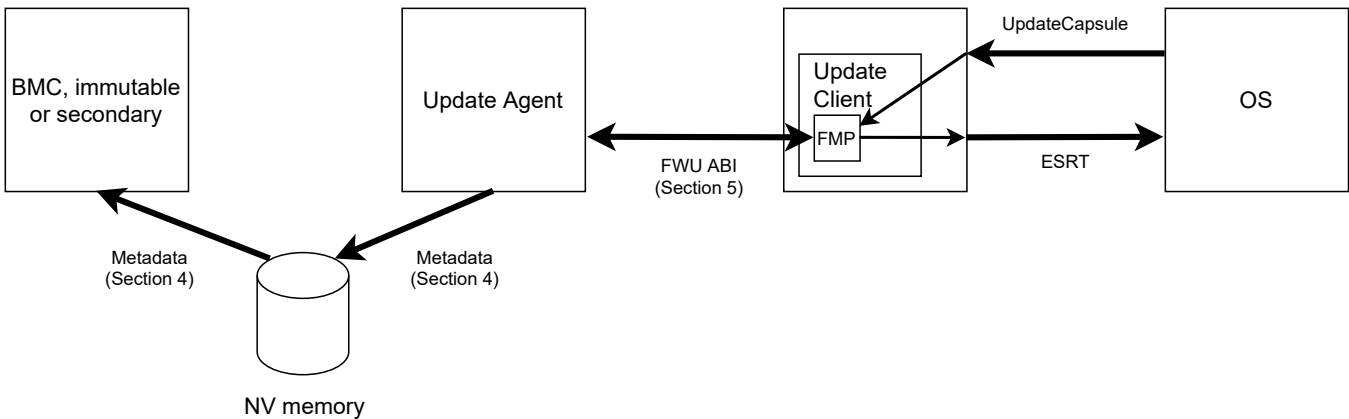 BMC, immutable
or secondary
Update Agent
Update
Client
FMP
UpdateCapsule
OS
FWU ABI
(Section 5)
ESRT
Metadata
(Section 4)
Metadata
(Section 4)
NV memory